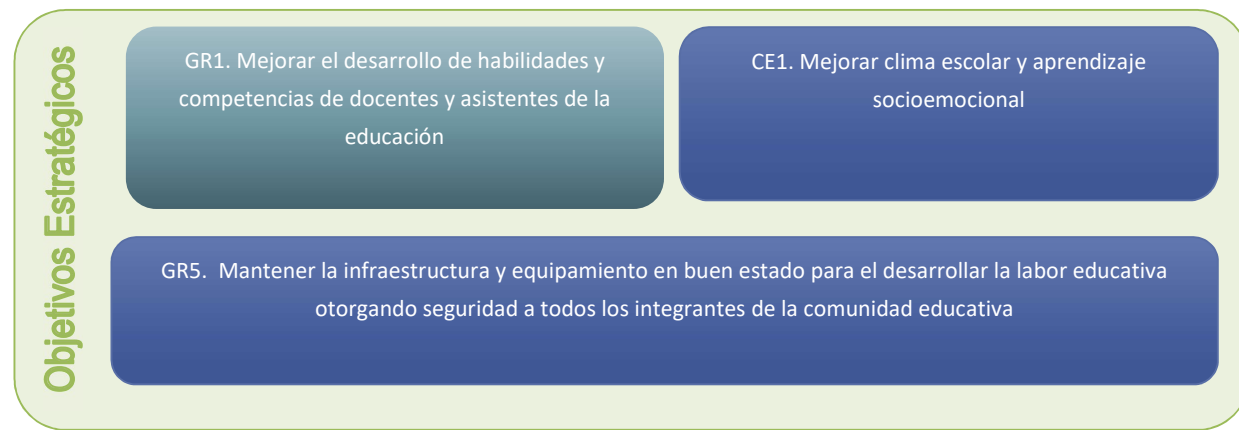 Objetivos Estratégicos
GR1. Mejorar el desarrollo de habilidades y
competencias de docentes y asistentes de la
educación
CE1. Mejorar clima escolar y aprendizaje
socioemocional
GR5.  Mantener la infraestructura y equipamiento en buen estado para el desarrollar la labor educativa
otorgando seguridad a todos los integrantes de la comunidad educativa